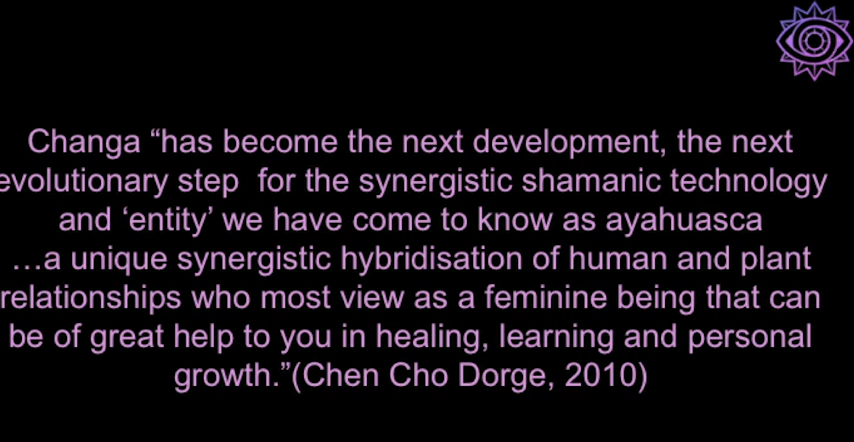 Changa “has become the next development, the next
evolutionary step  for the synergistic shamanic technology
and ‘entity’ we have come to know as ayahuasca
…a unique synergistic hybridisation of human and plant
relationships who most view as a feminine being that can
be of great help to you in healing, learning and personal
growth.”(Chen Cho Dorge, 2010)